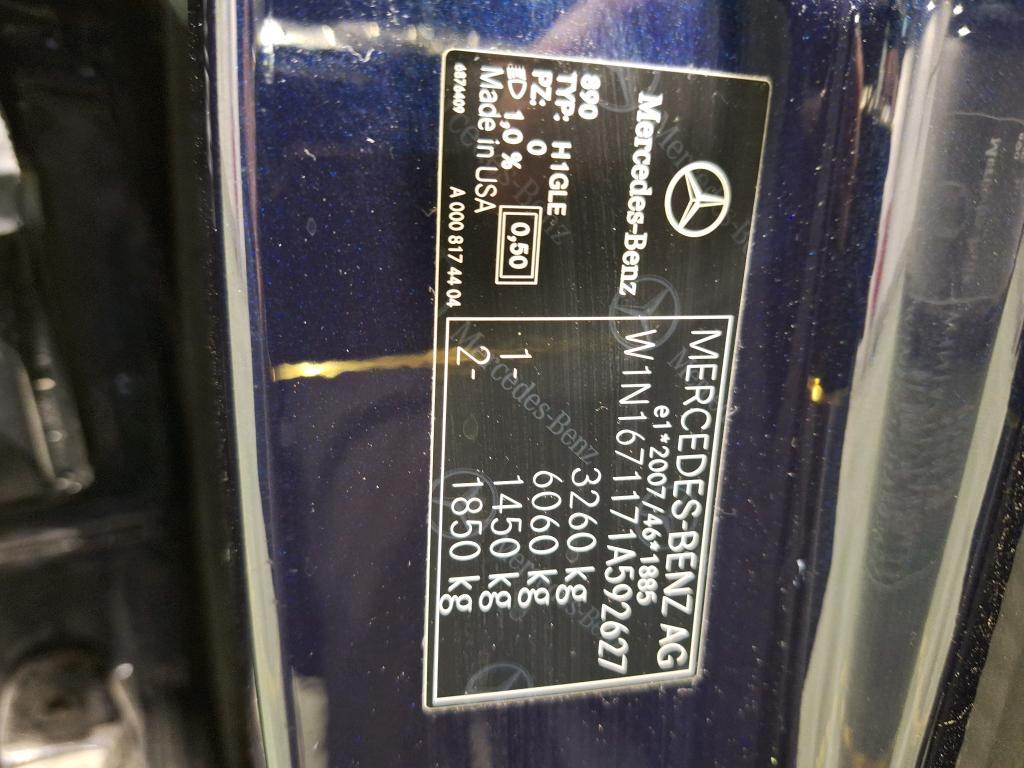 Mercedes-Benz
890
TYP: H1GLE
PZ: 0
1,0 %
0,50
Made in USA
0876409
A 000 817 44 04
MERCEDES-BENZ AG
e1*2007/46*1885
W1N1671171A592627
3260 kg
6060 kg
1- 1450 kg
2- 1850 kg